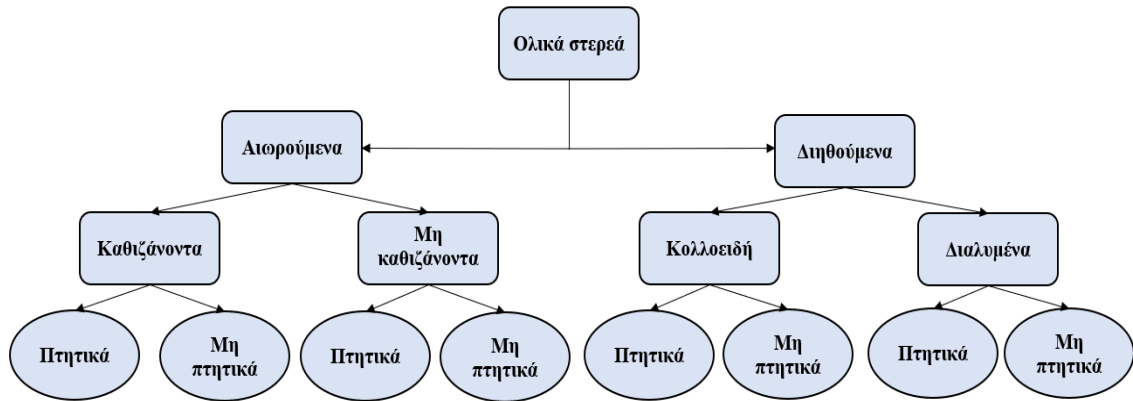 Ολικά στερεά
Αιωρούμενα
Διηθούμενα
Καθιζάνοντα
Μη
καθιζάνοντα
Κολλοειδή
Διαλυμένα
Πτητικά
Μη
πτητικά
Πτητικά
Μη
πτητικά
Πτητικά
Μη
πτητικά
Πτητικά
Μη
πτητικά